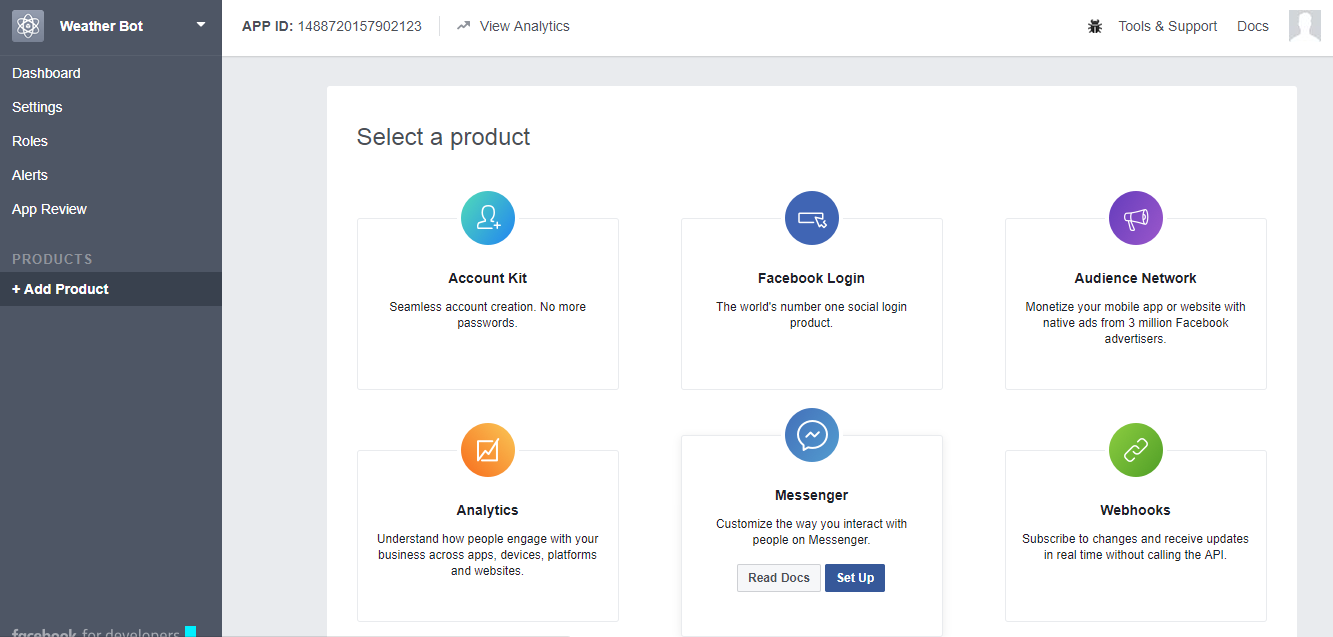 Weather Bot
APP ID: 1488720157902123
View Analytics
Tools & Support
Docs
Dashboard
Settings
Roles
Alerts
App Review
PRODUCTS
+ Add Product
Select a product
Account Kit
Seamless account creation. No more
passwords.
Facebook Login
The world's number one social login
product.
Audience Network
Monetize your mobile app or website with
native ads from 3 million Facebook
advertisers.
Analytics
Understand how people engage with your
business across apps, devices, platforms
and websites.
Messenger
Customize the way you interact with
people on Messenger.
Read Docs
Set Up
Webhooks
Subscribe to changes and receive updates
in real time without calling the API.
facebook for developers